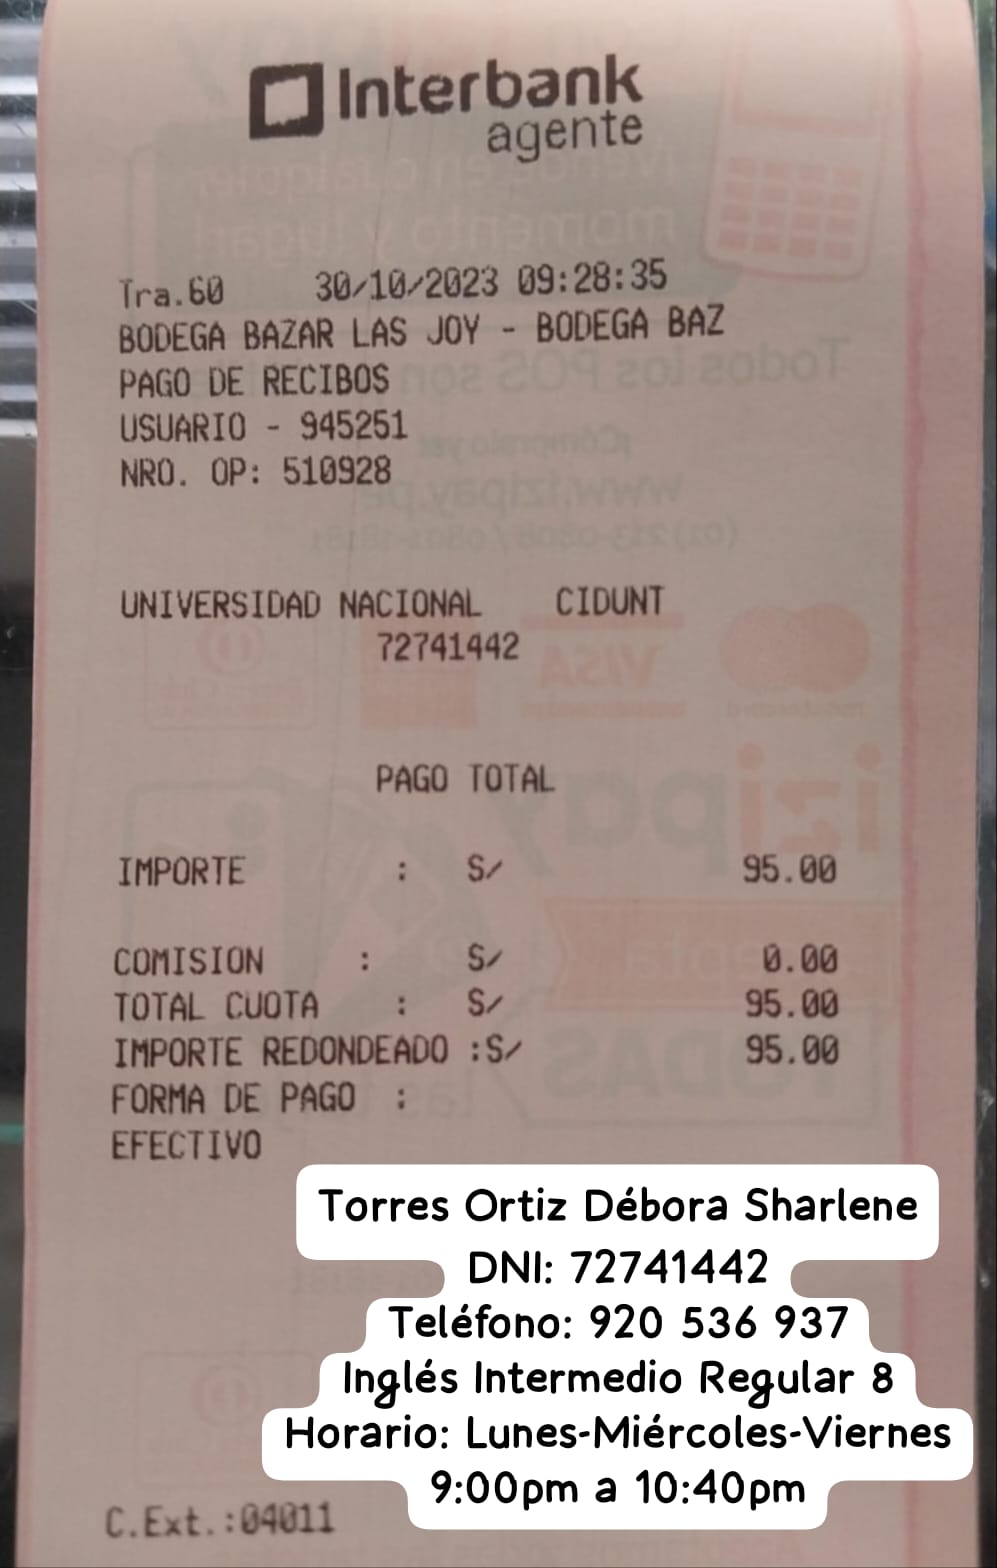 Interbank
agente
Tra.60 30/10/2023 09:28:35
BODEGA BAZAR LAS JOY - BODEGA BAZ
PAGO DE RECIBOS
USUARIO - 945251
NRO. OP: 510928
UNIVERSIDAD NACIONAL CIDUNT
72741442
PAGO TOTAL
IMPORTE : S/ 95.00
COMISION : S/ 0.00
TOTAL CUOTA : S/ 95.00
IMPORTE REDONDEADO :S/ 95.00
FORMA DE PAGO :
EFECTIVO
Torres Ortiz Débora Sharlene
DNI: 72741442
Teléfono: 920 536 937
Inglés Intermedio Regular 8
Horario: Lunes-Miércoles-Viernes
9:00pm a 10:40pm
C.Ext.:04011